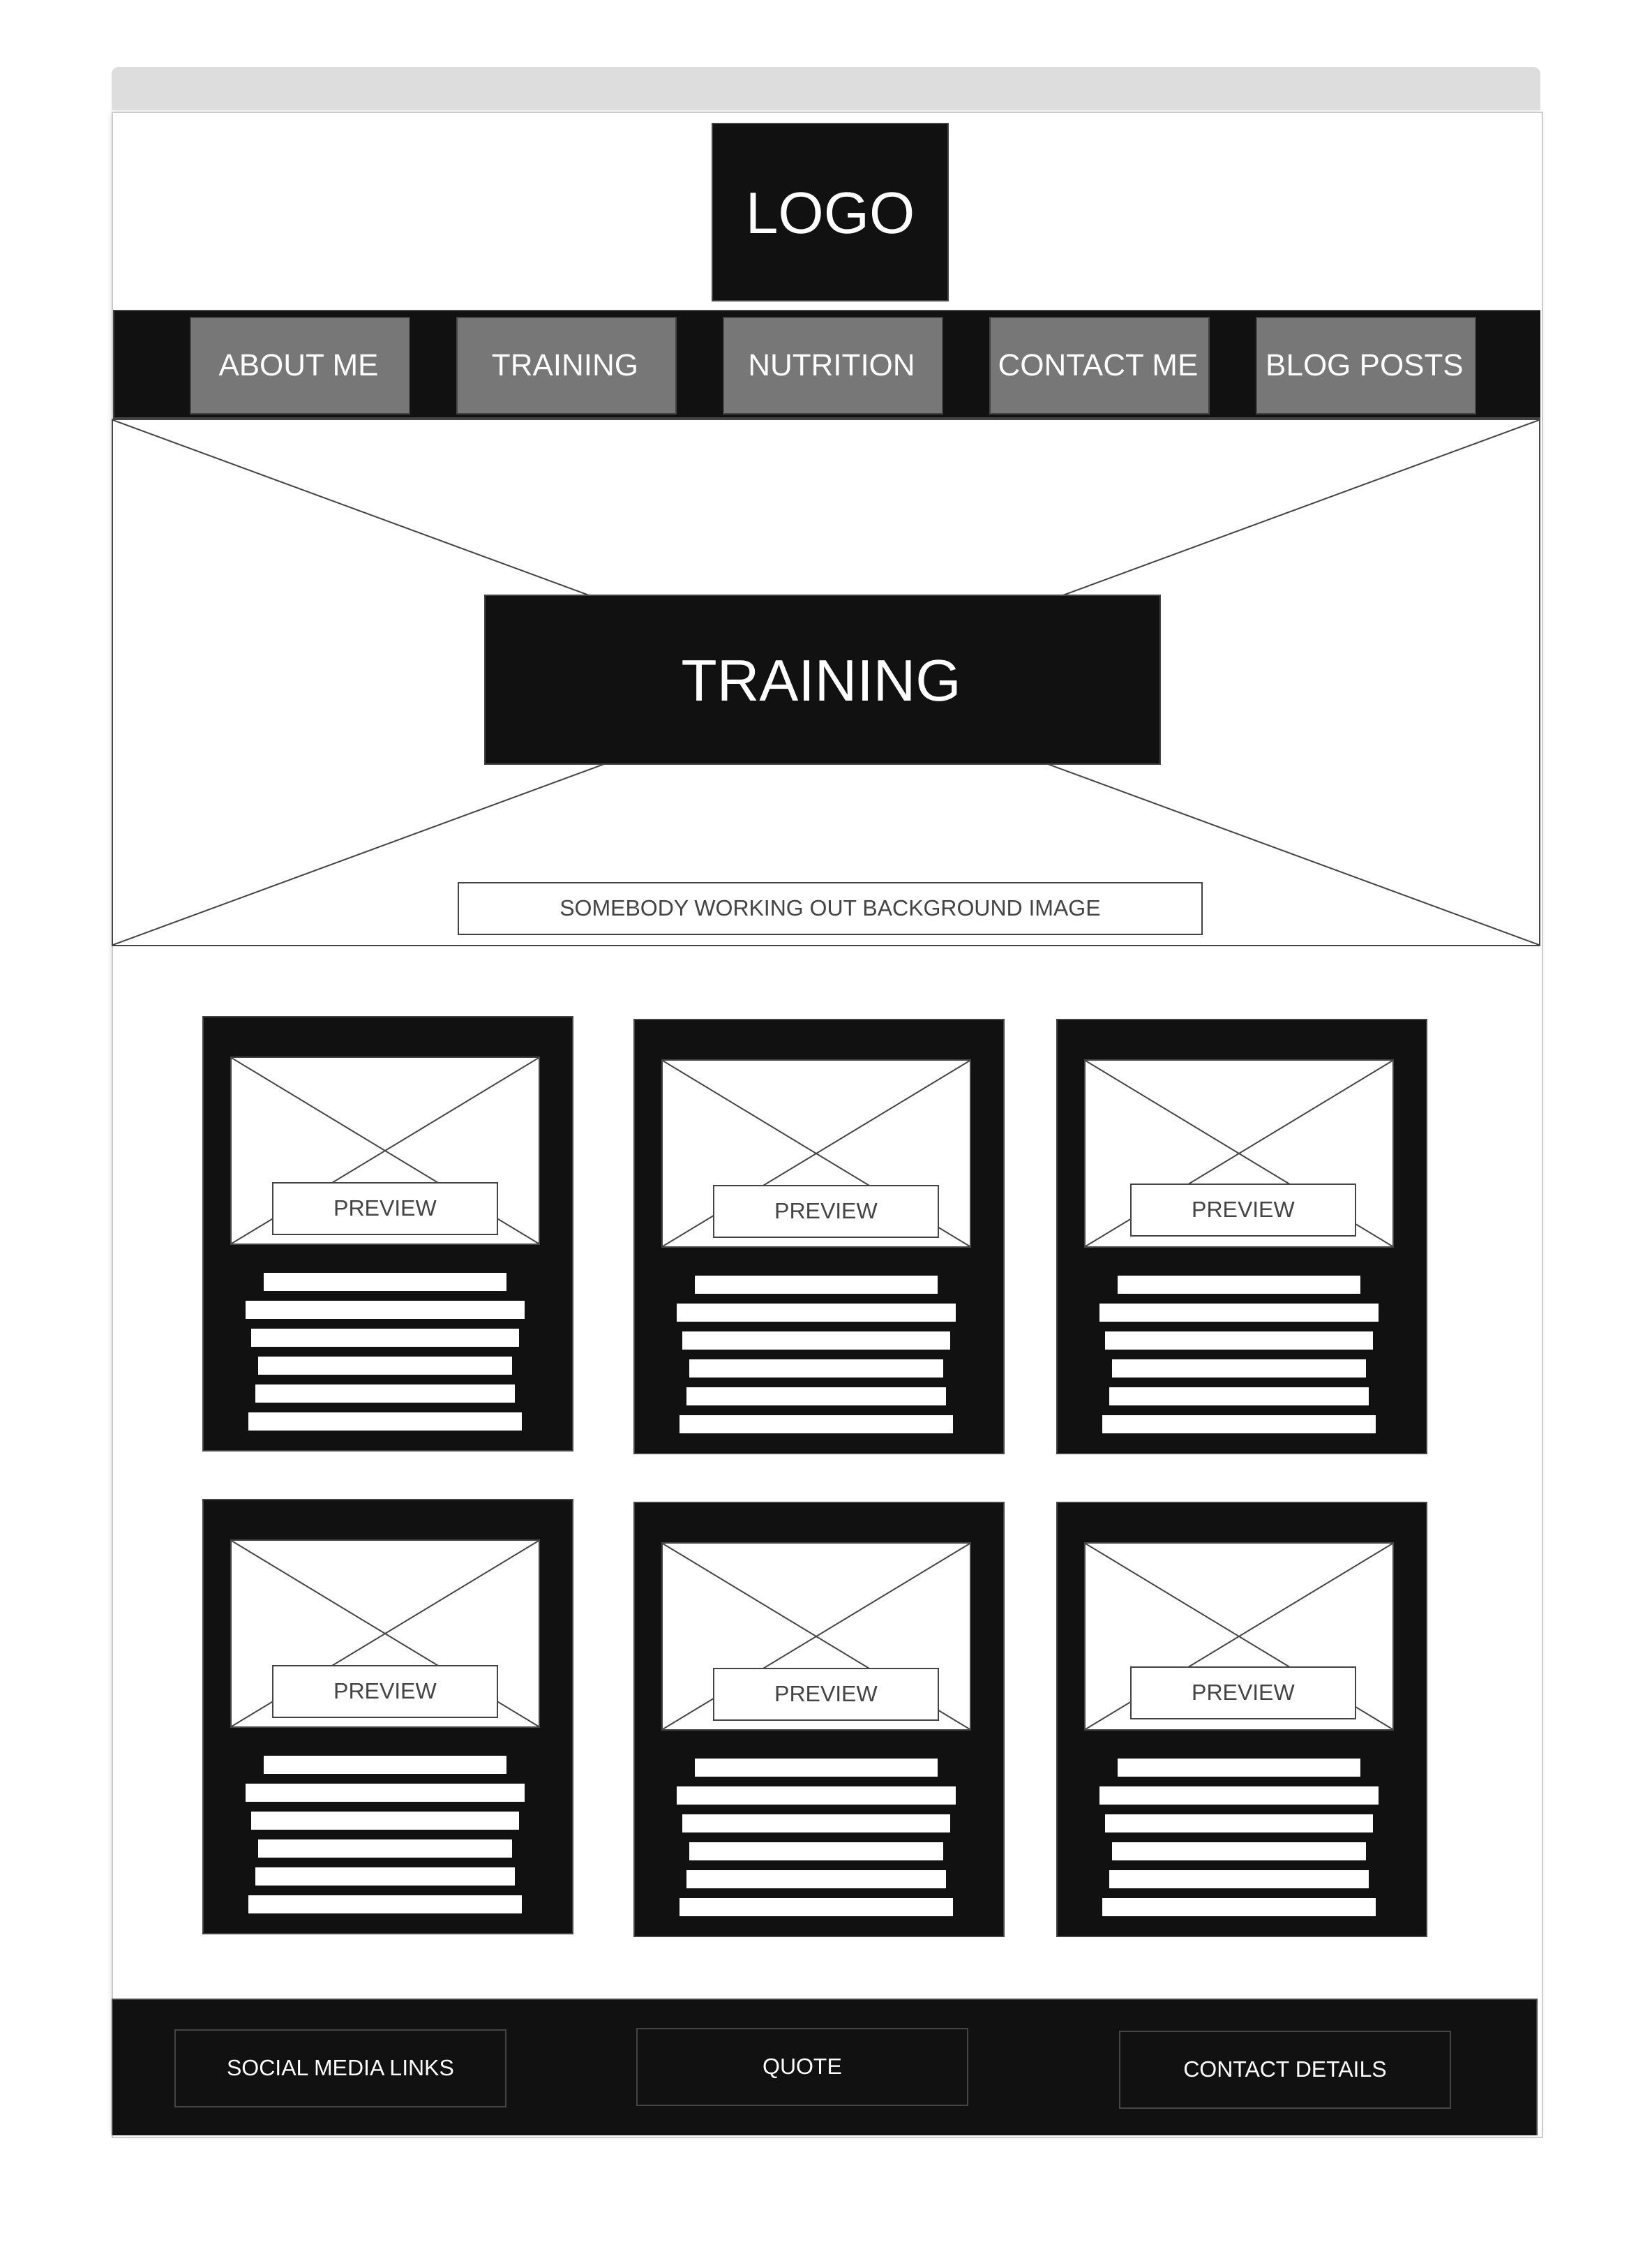 LOGO
ABOUT ME
TRAINING
NUTRITION
CONTACT ME
BLOG POSTS
TRAINING
SOMEBODY WORKING OUT BACKGROUND IMAGE
PREVIEW
PREVIEW
PREVIEW
PREVIEW
PREVIEW
PREVIEW
SOCIAL MEDIA LINKS
QUOTE
CONTACT DETAILS